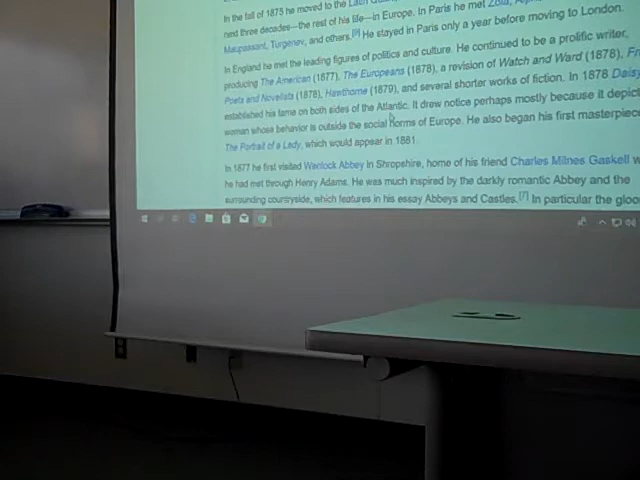 In the fall of 1875 he moved to the Latin
next three decades—the rest of his life—in Europe. In Paris he met Zola,
Maupassant, Turgenev, and others. He stayed in Paris only a year before moving to London.
In England he met the leading figures of politics and culture. He continued to be a prolific writer,
producing The American (1877), The Europeans (1878), a revision of Watch and Ward (1878),
Poets and Novelists (1878), Hawthorne (1879), and several shorter works of fiction. In 1878 Daisy
established his fame on both sides of the Atlantic. It drew notice perhaps mostly because it depict
woman whose behavior is outside the social norms of Europe. He also began his first masterpiece
The Portrait of a Lady, which would appear in 1881.
In 1877 he first visited Wenlock Abbey in Shropshire, home of his friend Charles Milnes Gaskell w
he had met through Henry Adams. He was much inspired by the darkly romantic Abbey and the
surrounding countryside, which features in his essay Abbeys and Castles.[7] In particular the gloo